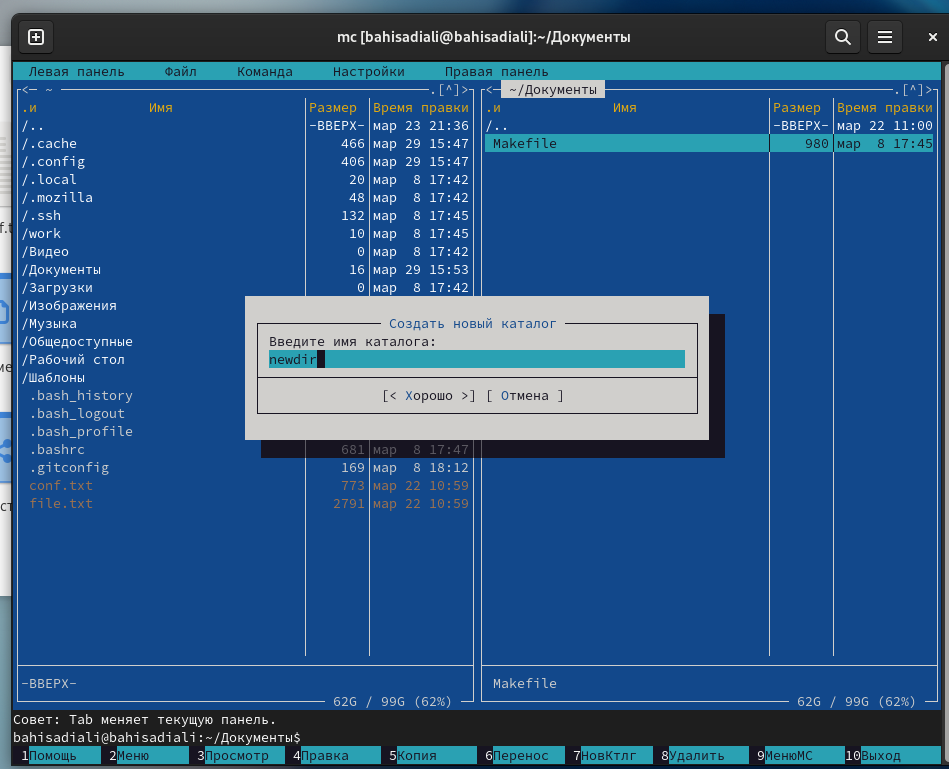 mc [bahisadiali@bahisadiali]:~/Документы
Левая панель Файл Команда Настройки Правая панель
<─ ~ ─.[^]>
.и Имя Размер Время правки
/.. -ВВЕРХ- мар 23 21:36
/.cache 466 мар 29 15:47
/.config 406 мар 29 15:47
/.local 20 мар 8 17:42
/.mozilla 48 мар 8 17:42
/.ssh 132 мар 8 17:45
/work 10 мар 8 17:45
/Видео 0 мар 8 17:42
/Документы 16 мар 29 15:53
/Загрузки 0 мар 8 17:42
/Изображения
/Музыка
/Общедоступные
/Рабочий стол
/Шаблоны
.bash_history
.bash_logout
.bash_profile
.bashrc 681 мар 8 17:47
.gitconfig 169 мар 8 18:12
conf.txt 773 мар 22 10:59
file.txt 2791 мар 22 10:59
-ВВЕРХ-
62G / 99G (62%)
<─ ~/Документы ─.[^]>
.и Имя Размер Время правки
/.. -ВВЕРХ- мар 22 11:00
Makefile 980 мар 8 17:45
Makefile
62G / 99G (62%)
Создать новый каталог
Введите имя каталога:
newdir
[< Хорошо >] [ Отмена ]
Совет: Tab меняет текущую панель.
bahisadiali@bahisadiali:~/Документы$
1Помощь 2Меню 3Просмотр 4Правка 5Копия 6Перенос 7НовКтлг 8Удалить 9МенюМС 10Выход